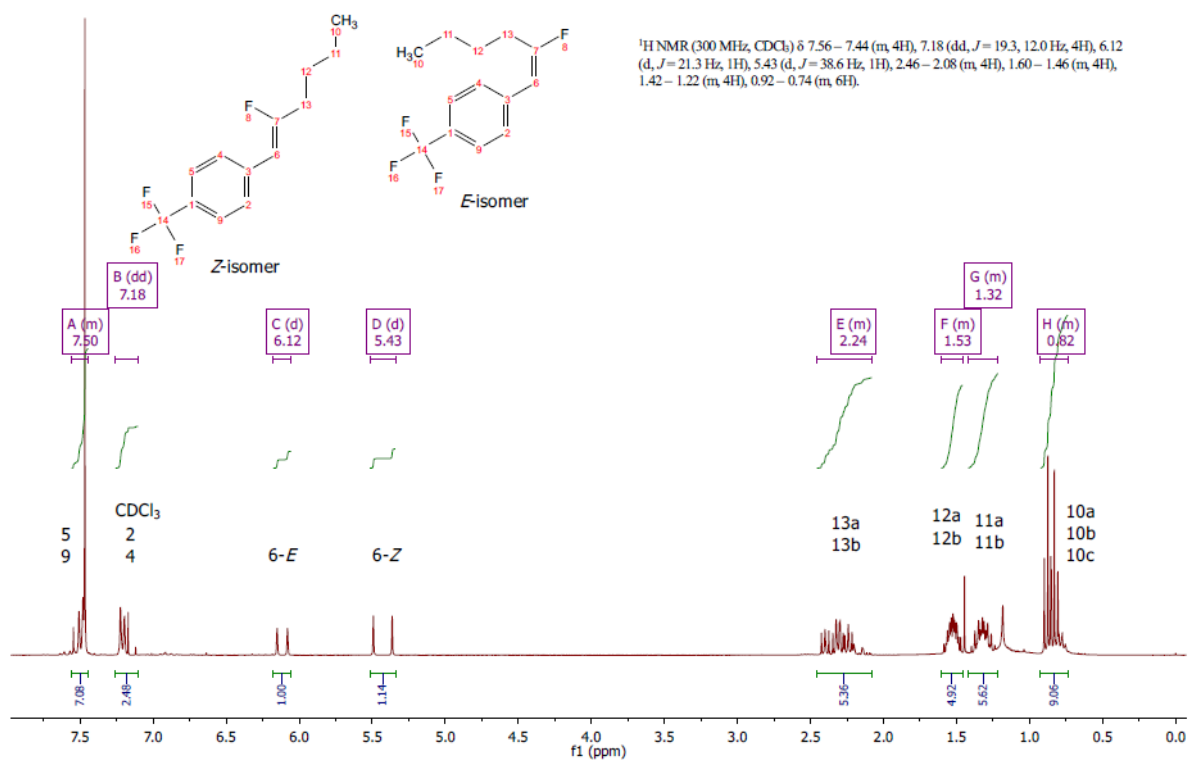 CH₃
10
11
12
13
F
8
7
6
4
5
3
1
2
9
F
15
14
F
16
F
17
Z-isomer
11
13
H₃C
10
12
F
8
7
4
6
5
3
1
2
9
F
15
14
F
16
F
17
E-isomer
¹H NMR (300 MHz, CDCl₃) δ 7.56 – 7.44 (m, 4H), 7.18 (dd, J = 19.3, 12.0 Hz, 4H), 6.12
(d, J = 21.3 Hz, 1H), 5.43 (d, J = 38.6 Hz, 1H), 2.46 – 2.08 (m, 4H), 1.60 – 1.46 (m, 4H),
1.42 – 1.22 (m, 4H), 0.92 – 0.74 (m, 6H).
B (dd)
7.18
G (m)
1.32
A (m)
7.50
C (d)
6.12
D (d)
5.43
E (m)
2.24
F (m)
1.53
H (m)
0.82
5
9
CDCl₃
2
4
6-E
6-Z
13a
13b
12a
12b
11a
11b
10a
10b
10c
7.08
2.48
1.00
1.14
5.36
4.92
5.62
9.06
7.5 7.0 6.5 6.0 5.5 5.0 4.5 4.0 3.5 3.0 2.5 2.0 1.5 1.0 0.5 0.0
f1 (ppm)